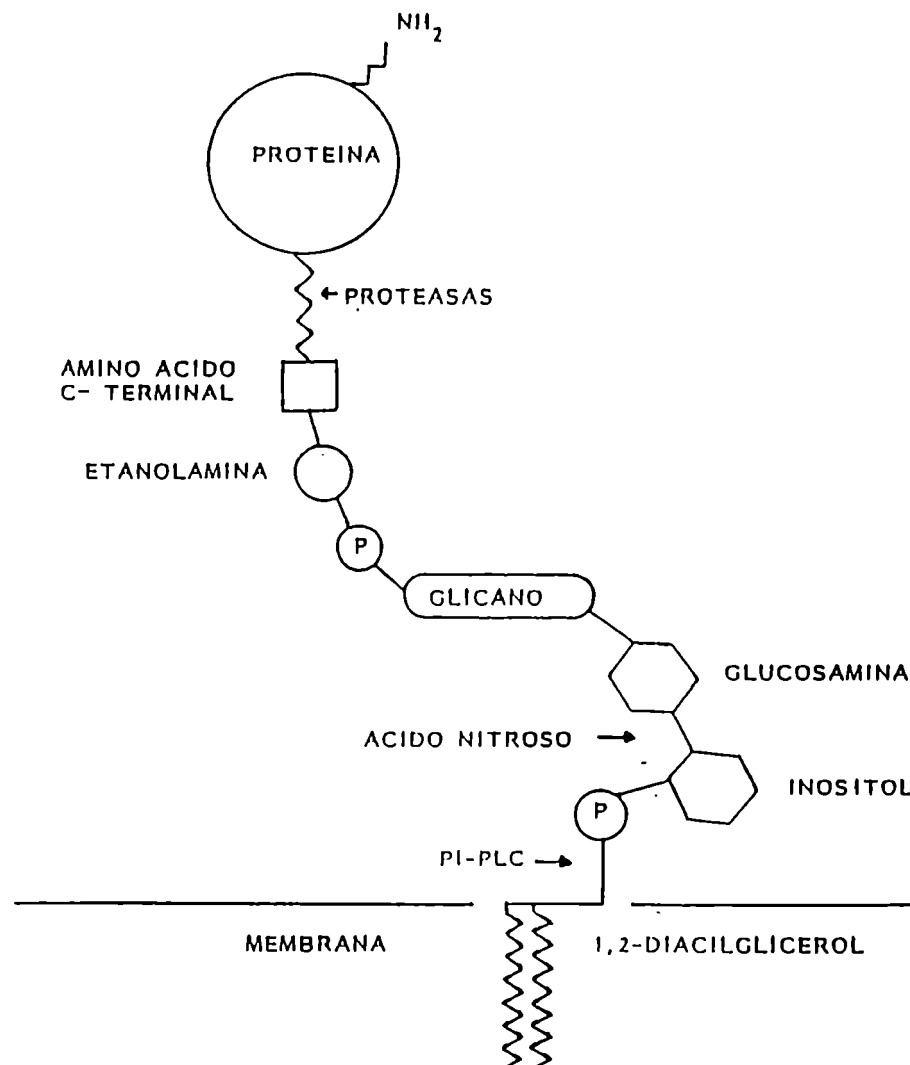 NH2
PROTEINA
PROTEASAS
AMINO ACIDO
C- TERMINAL
ETANOLAMINA
P
GLICANO
GLUCOSAMINA
ACIDO NITROSO
INOSITOL
P
PI-PLC
MEMBRANA
1,2-DIACILGLICEROL